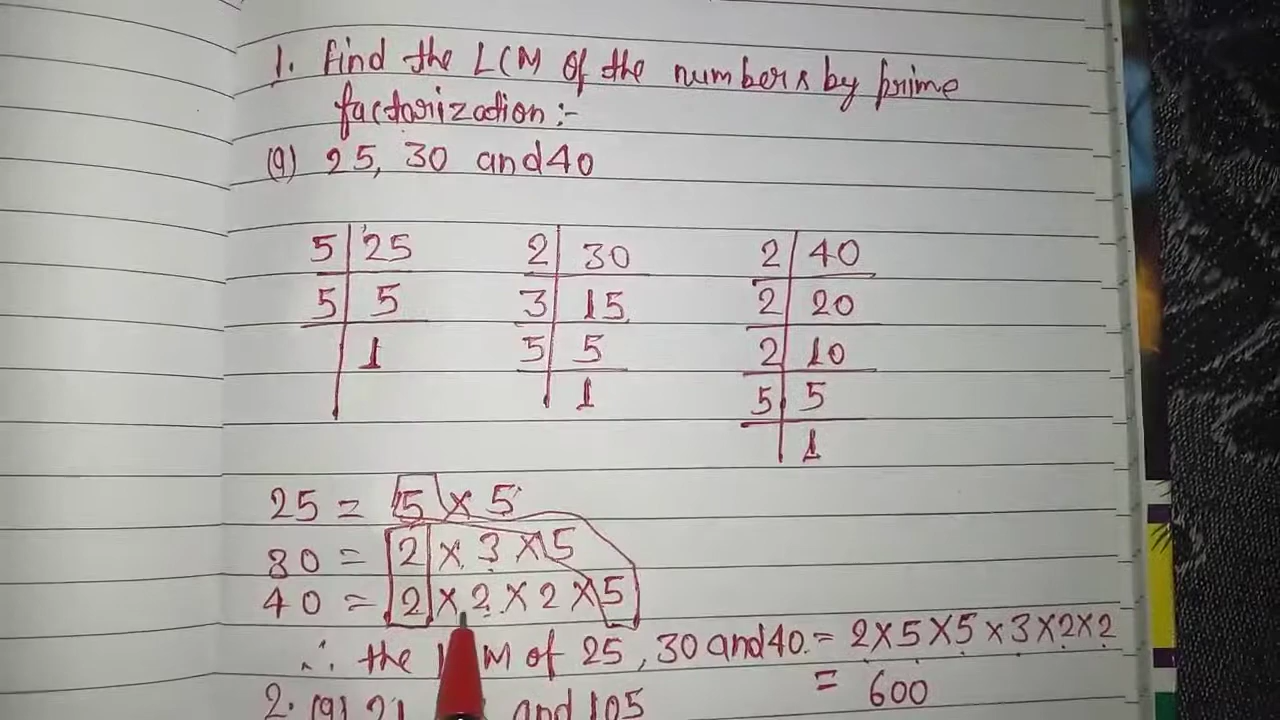 1. Find the LCM of the numbers by prime
factorization :-
(a) 25, 30 and 40
5 | 25
5 | 5
1
2 | 30
3 | 15
5 | 5
1
2 | 40
2 | 20
2 | 10
5 | 5
1
25 = 5 × 5
30 = 2 × 3 × 5
40 = 2 × 2 × 2 × 5
∴ the M of 25, 30 and 40. = 2×5×5×3×2×2
= 600
2. (a) 21 and 105